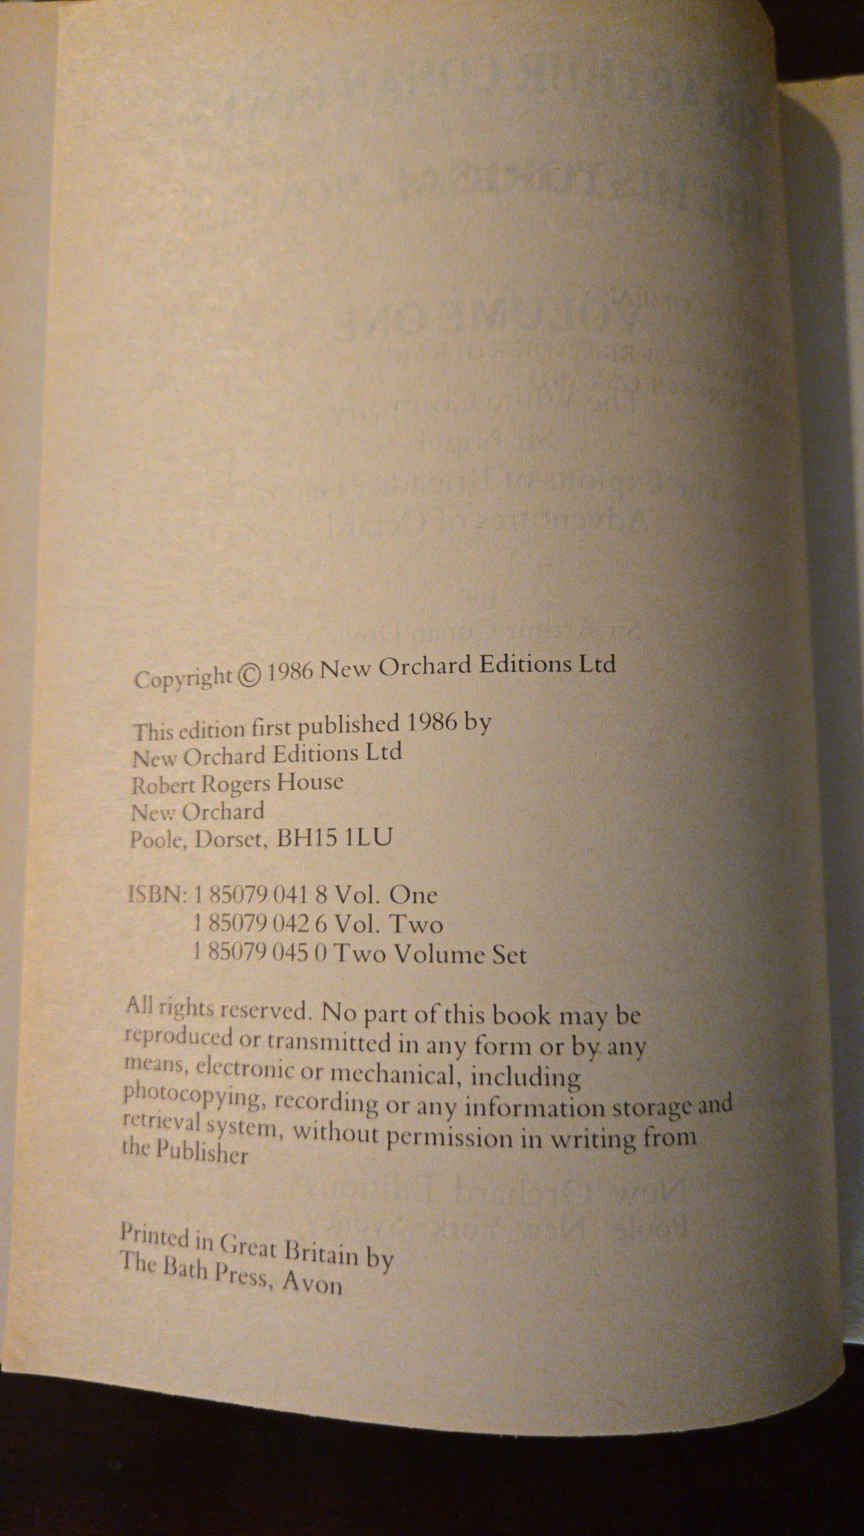 Copyright © 1986 New Orchard Editions Ltd
This edition first published 1986 by
New Orchard Editions Ltd
Robert Rogers House
New Orchard
Poole, Dorset, BH15 1LU
ISBN: 1 85079 041 8 Vol. One
1 85079 042 6 Vol. Two
1 85079 045 0 Two Volume Set
All rights reserved. No part of this book may be
reproduced or transmitted in any form or by any
means, electronic or mechanical, including
photocopying, recording or any information storage and
retrieval system, without permission in writing from
the Publisher
Printed in Great Britain by
The Bath Press, Avon